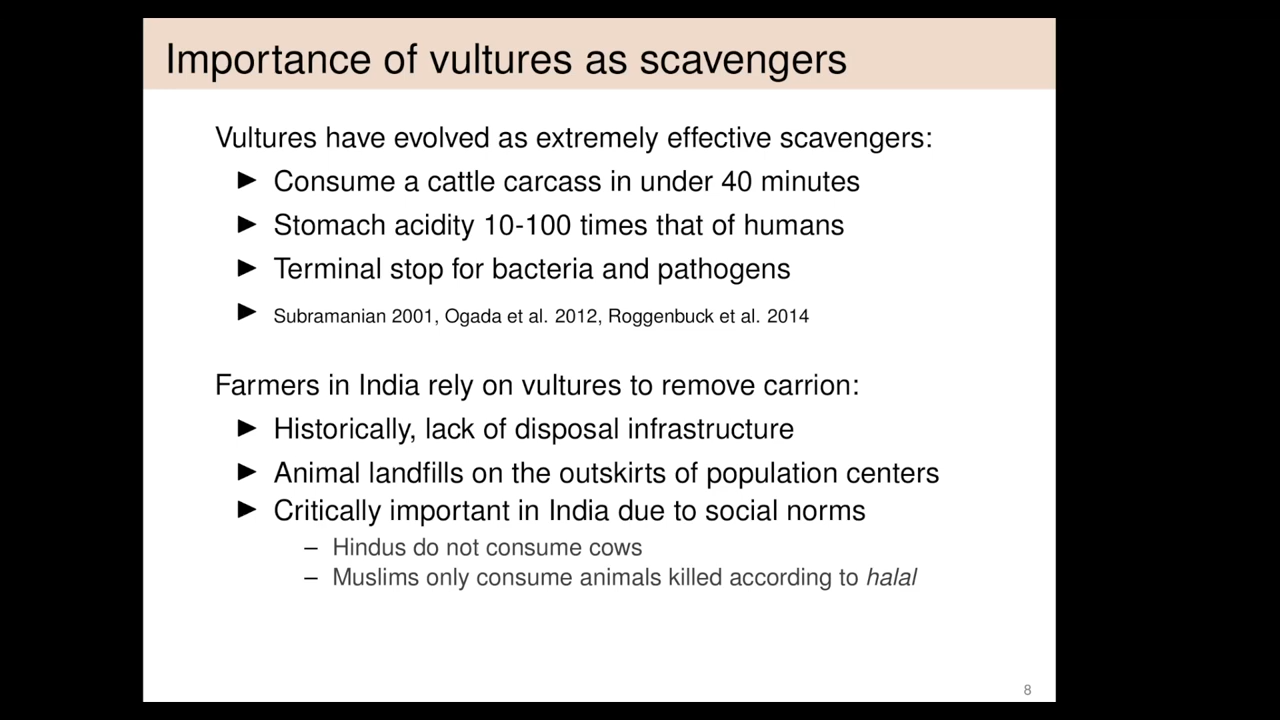 Importance of vultures as scavengers
Vultures have evolved as extremely effective scavengers:
► Consume a cattle carcass in under 40 minutes
► Stomach acidity 10-100 times that of humans
► Terminal stop for bacteria and pathogens
► Subramanian 2001, Ogada et al. 2012, Roggenbuck et al. 2014
Farmers in India rely on vultures to remove carrion:
► Historically, lack of disposal infrastructure
► Animal landfills on the outskirts of population centers
► Critically important in India due to social norms
– Hindus do not consume cows
– Muslims only consume animals killed according to halal
8